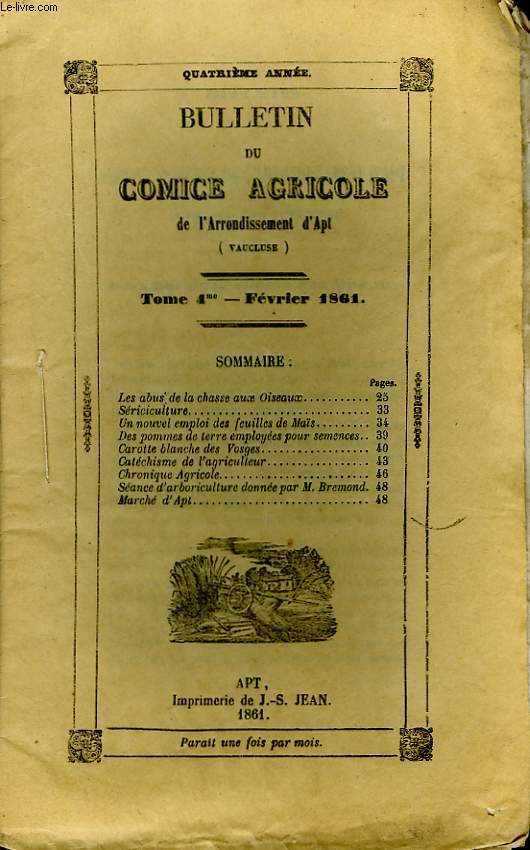 Le-livre.com
QUATRIÈME ANNÉE.
BULLETIN
DU
COMICE AGRICOLE
de l'Arrondissement d'Apt
( VAUCLUSE )
Tome 4me — Février 1861.
SOMMAIRE :
Pages.
Les abus de la chasse aux Oiseaux........... 25
Sériciculture............................... 33
Un nouvel emploi des feuilles de Maïs......... 34
Des pommes de terre employées pour semences.. 39
Carotte blanche des Vosges................... 40
Catéchisme de l'agriculleur................. 43
Chronique Agricole.......................... 46
Séance d'arboriculture donnée par M. Bremond. 48
Marché d'Apt.............................. 48
APT,
Imprimerie de J.-S. JEAN.
1861.
Paraît une fois par mois.